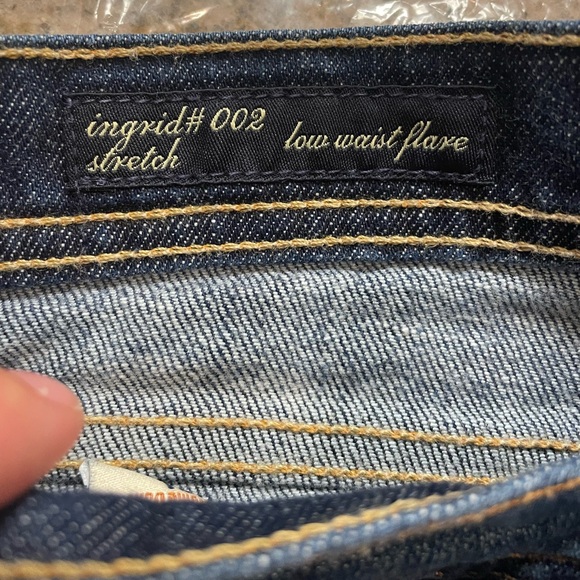 ingrid# 002
stretch
low waist flare